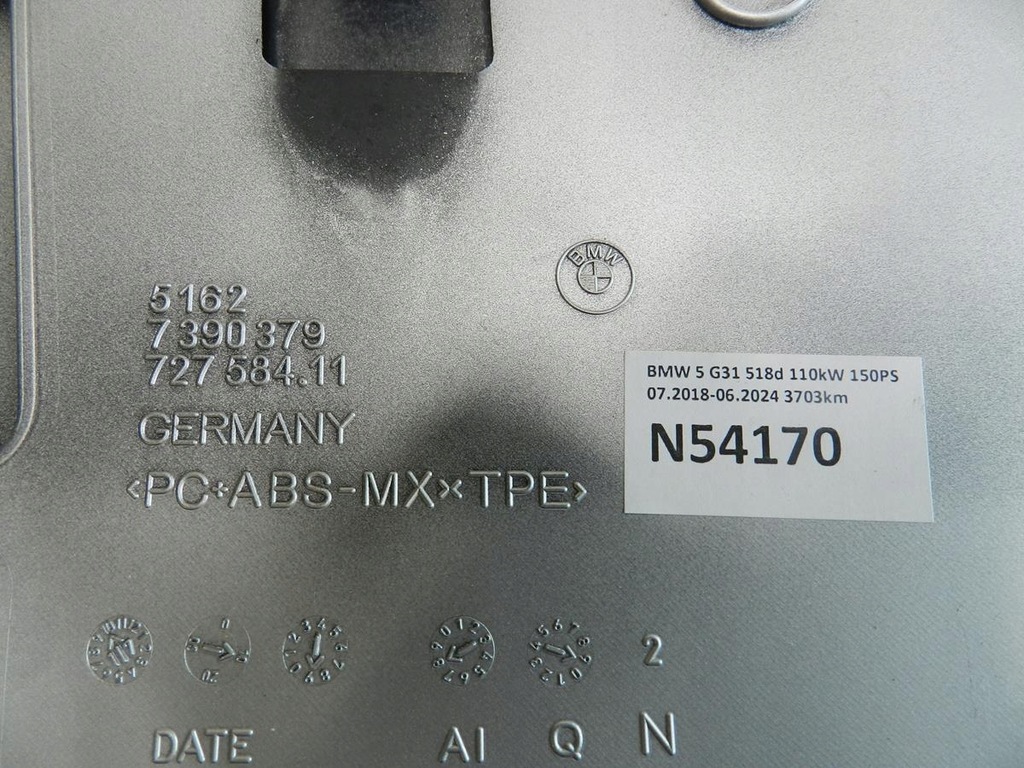 BMW
5162
7 390 379
727 584.11
GERMANY
>PC+ABS-MX<>TPE<
BMW 5 G31 518d 110kW 150PS
07.2018-06.2024 3703km
N54170
2
DATE AI Q N